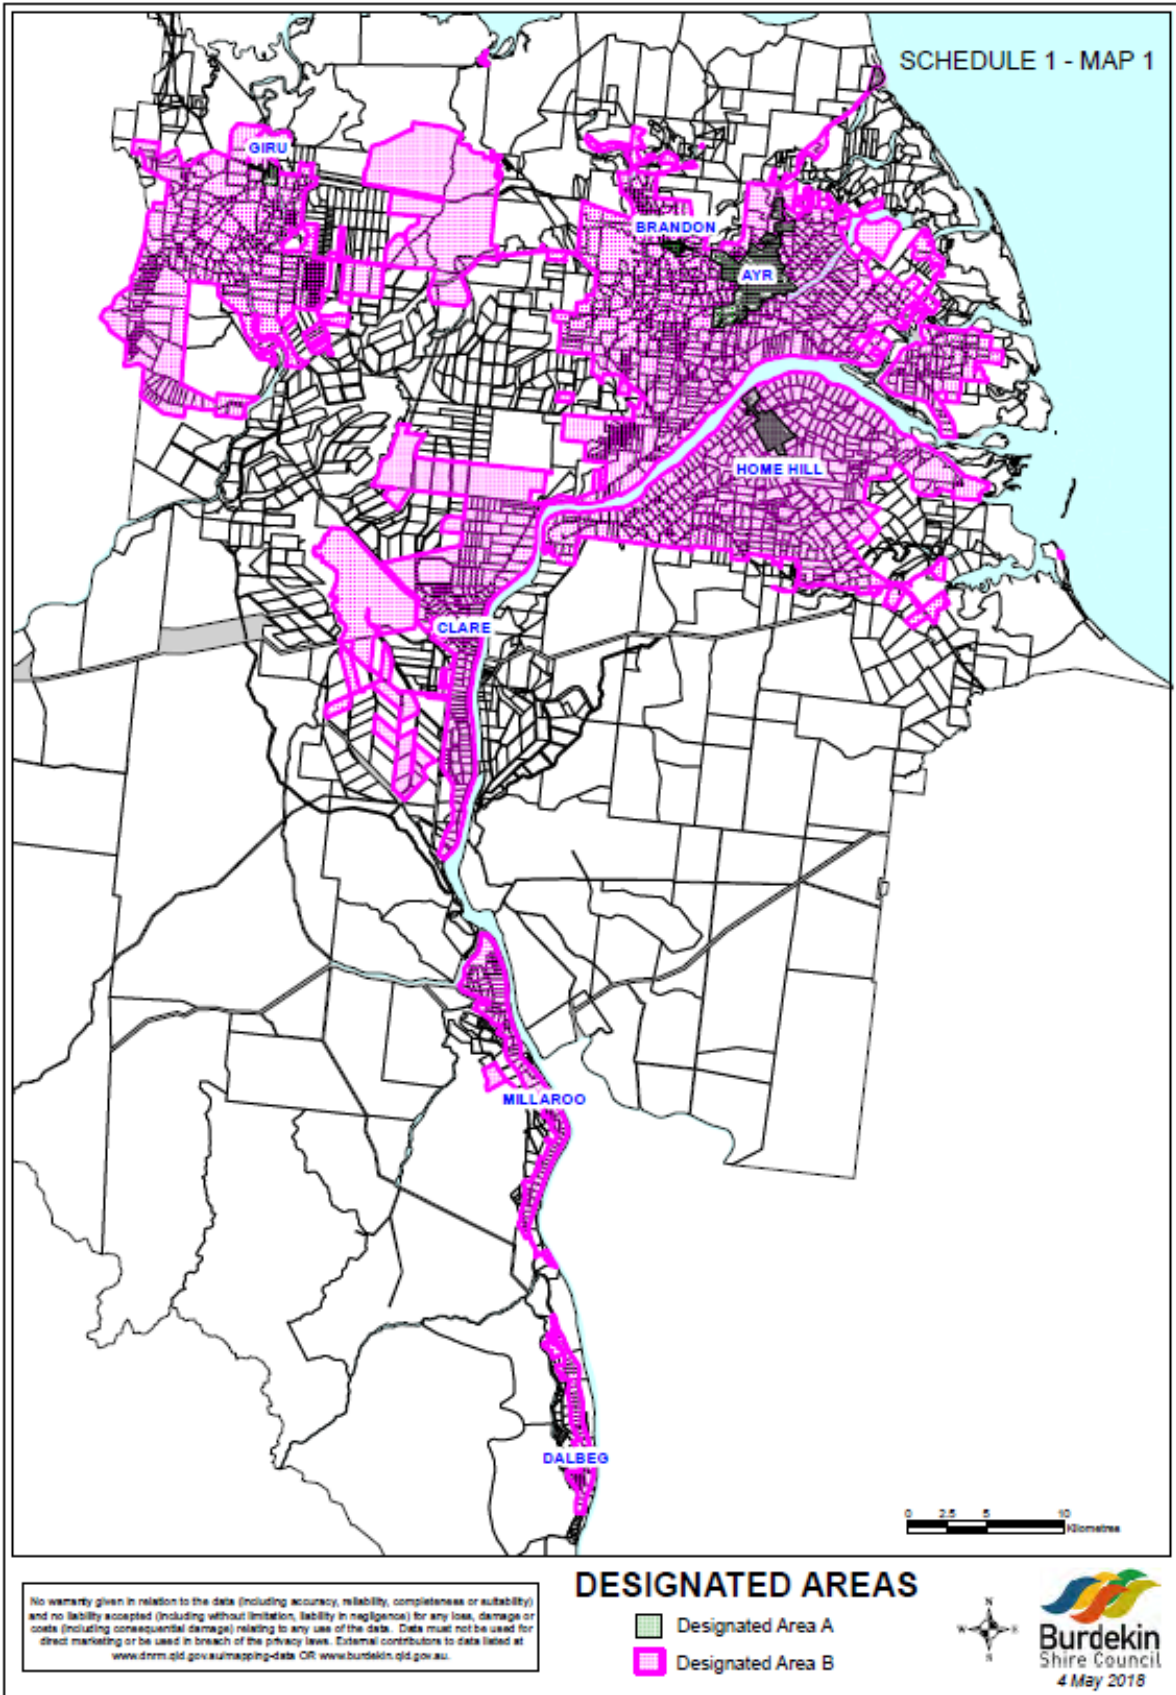 SCHEDULE 1 - MAP 1
GIRU
BRANDON
AYR
HOME HILL
CLARE
MILLAROO
DALBEG
0 2.5 5 10
Kilometres
No warranty given in relation to the data (including accuracy, reliability, completeness or suitability)
and no liability accepted (including without limitation, liability in negligence) for any loss, damage or
costs (including consequential damage) relating to any use of the data. Data must not be used for
direct marketing or be used in breach of the privacy laws. External contributors to data listed at
www.dnrm.qld.gov.au/mapping-data OR www.burdekin.qld.gov.au.
DESIGNATED AREAS
Designated Area A
Designated Area B
N
W E
S
Burdekin
Shire Council
4 May 2018